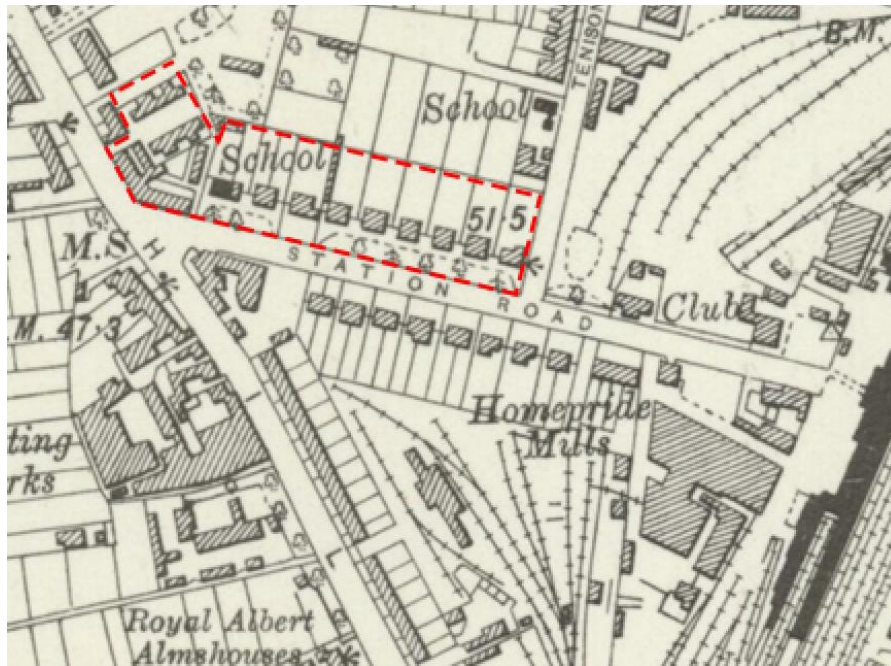 B.M.
TENISON
School
School
51·5
M.S
H
STATION
ROAD
Club
.M. 47·3
I
Homepride
Mills
ting
rks
L
Royal Albert
Almshouses